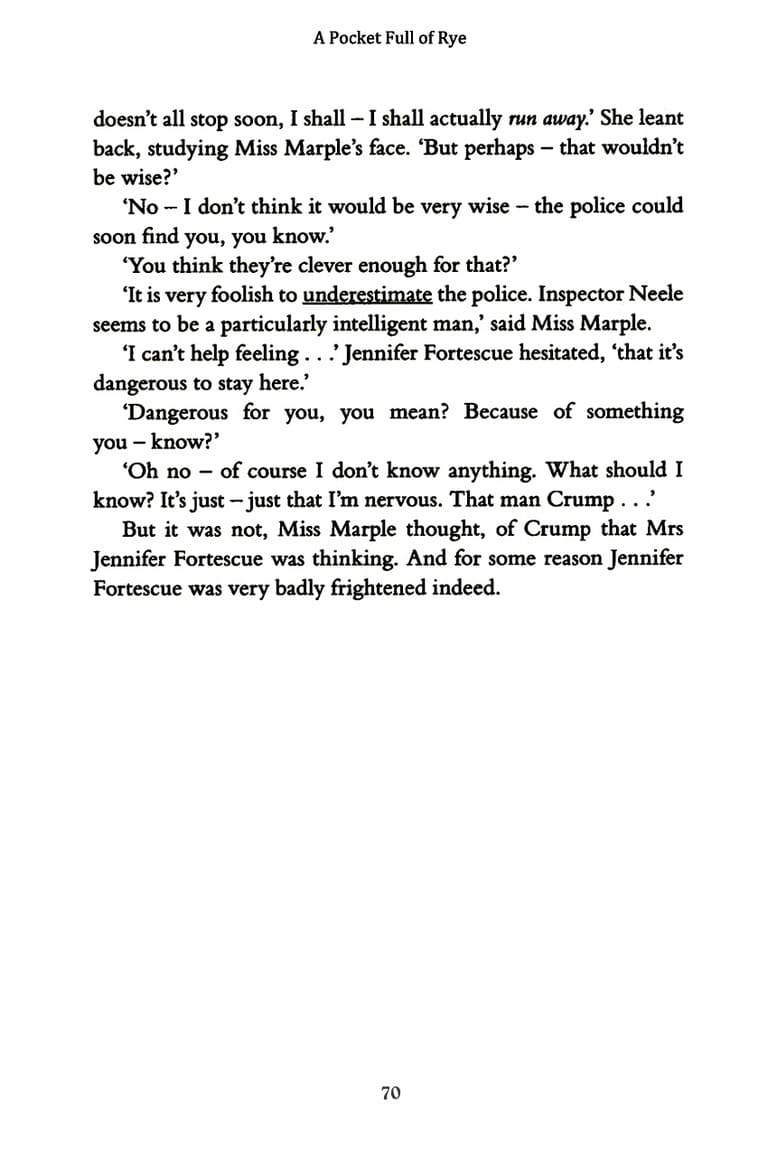 A Pocket Full of Rye
doesn’t all stop soon, I shall – I shall actually run away.’ She leant
back, studying Miss Marple’s face. ‘But perhaps – that wouldn’t
be wise?’
‘No – I don’t think it would be very wise – the police could
soon find you, you know.’
‘You think they’re clever enough for that?’
‘It is very foolish to underestimate the police. Inspector Neele
seems to be a particularly intelligent man,’ said Miss Marple.
‘I can’t help feeling . . .’ Jennifer Fortescue hesitated, ‘that it’s
dangerous to stay here.’
‘Dangerous for you, you mean? Because of something
you – know?’
‘Oh no – of course I don’t know anything. What should I
know? It’s just – just that I’m nervous. That man Crump . . .’
But it was not, Miss Marple thought, of Crump that Mrs
Jennifer Fortescue was thinking. And for some reason Jennifer
Fortescue was very badly frightened indeed.
70